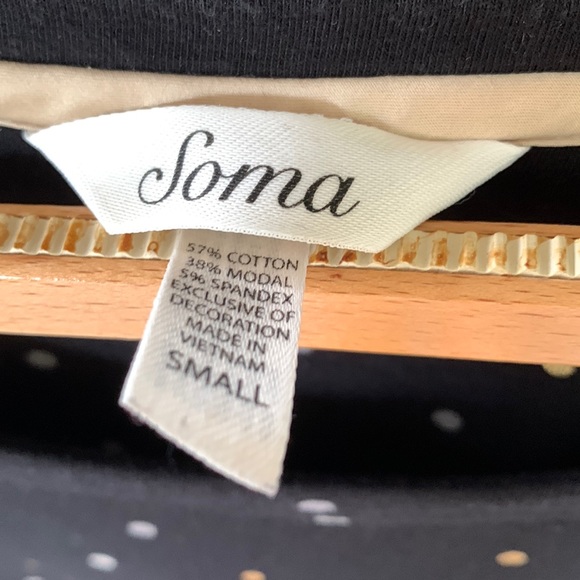 Soma
57% COTTON
38% MODAL
5% SPANDEX
EXCLUSIVE OF
DECORATION
MADE IN
VIETNAM
SMALL